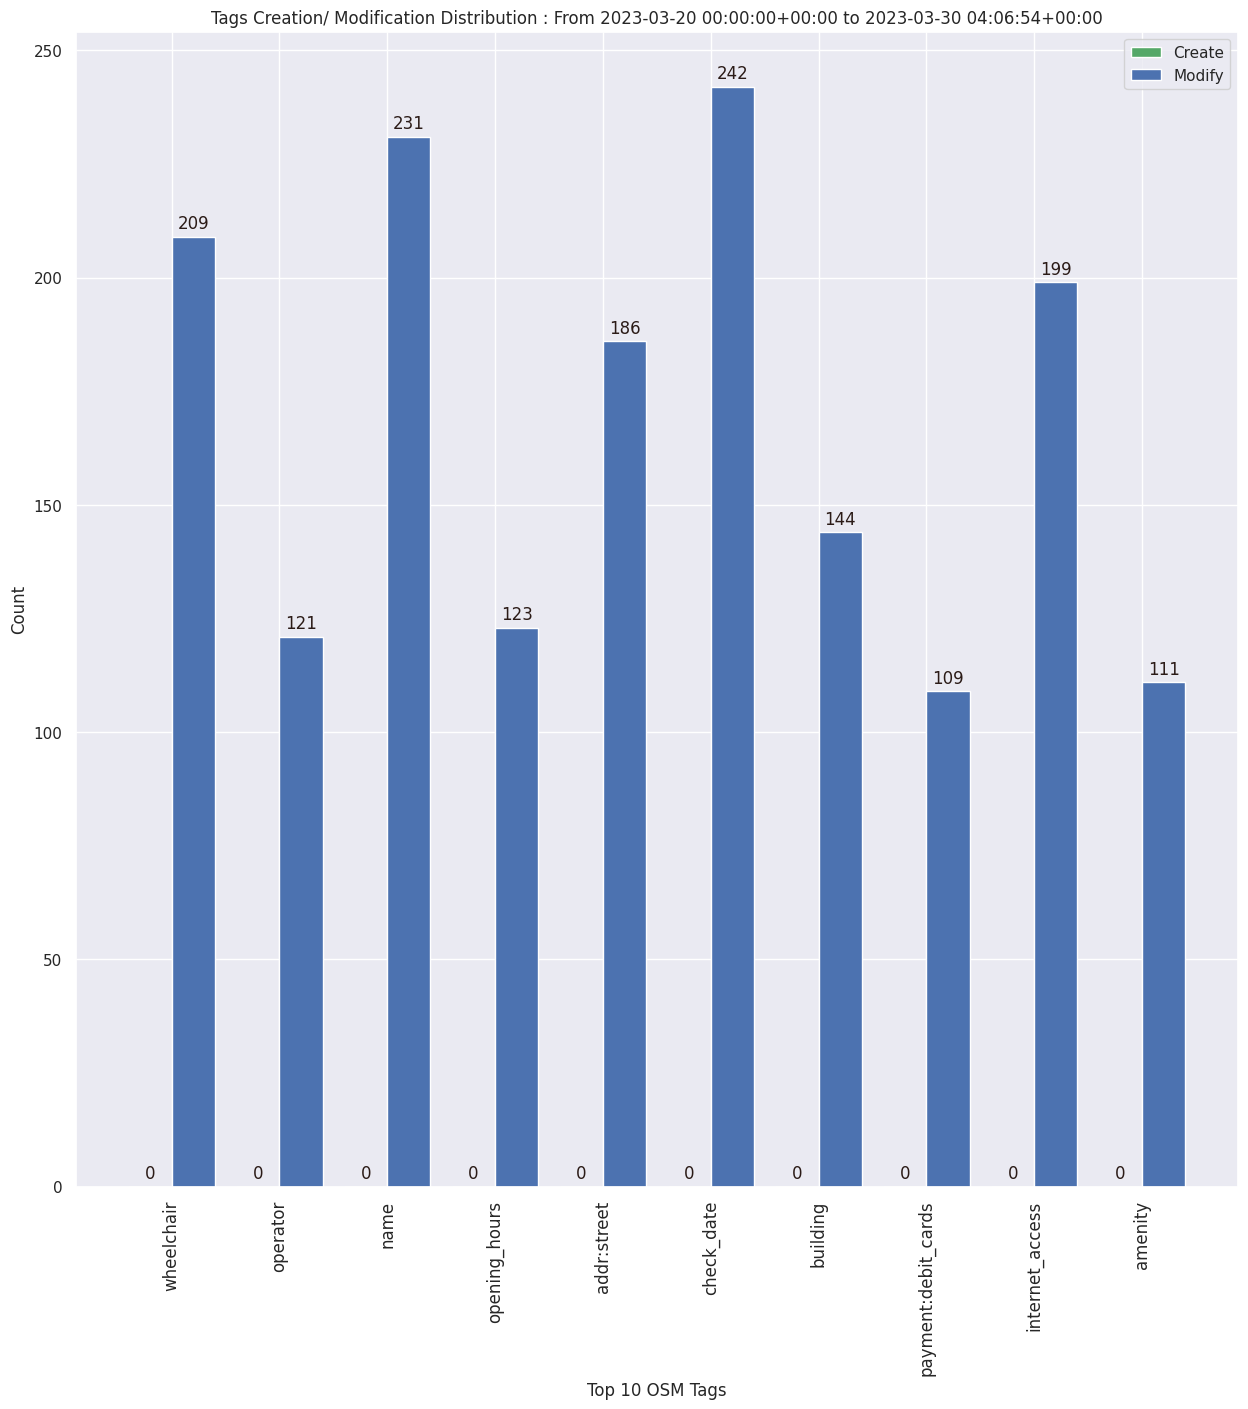 Tags Creation/ Modification Distribution : From 2023-03-20 00:00:00+00:00 to 2023-03-30 04:06:54+00:00
Create
Modify
250
200
150
100
50
0
Count
0
209
0
121
0
231
0
123
0
186
0
242
0
144
0
109
0
199
0
111
wheelchair
operator
name
opening_hours
addr:street
check_date
building
payment:debit_cards
internet_access
amenity
Top 10 OSM Tags